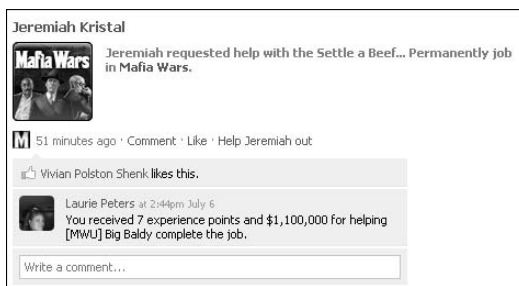 Jeremiah Kristal
Mafia Wars
Jeremiah requested help with the Settle a Beef... Permanently job
in Mafia Wars.
M 51 minutes ago · Comment · Like · Help Jeremiah out
Vivian Polston Shenk likes this.
Laurie Peters at 2:44pm July 6
You received 7 experience points and $1,100,000 for helping
[MWU] Big Baldy complete the job.
Write a comment...